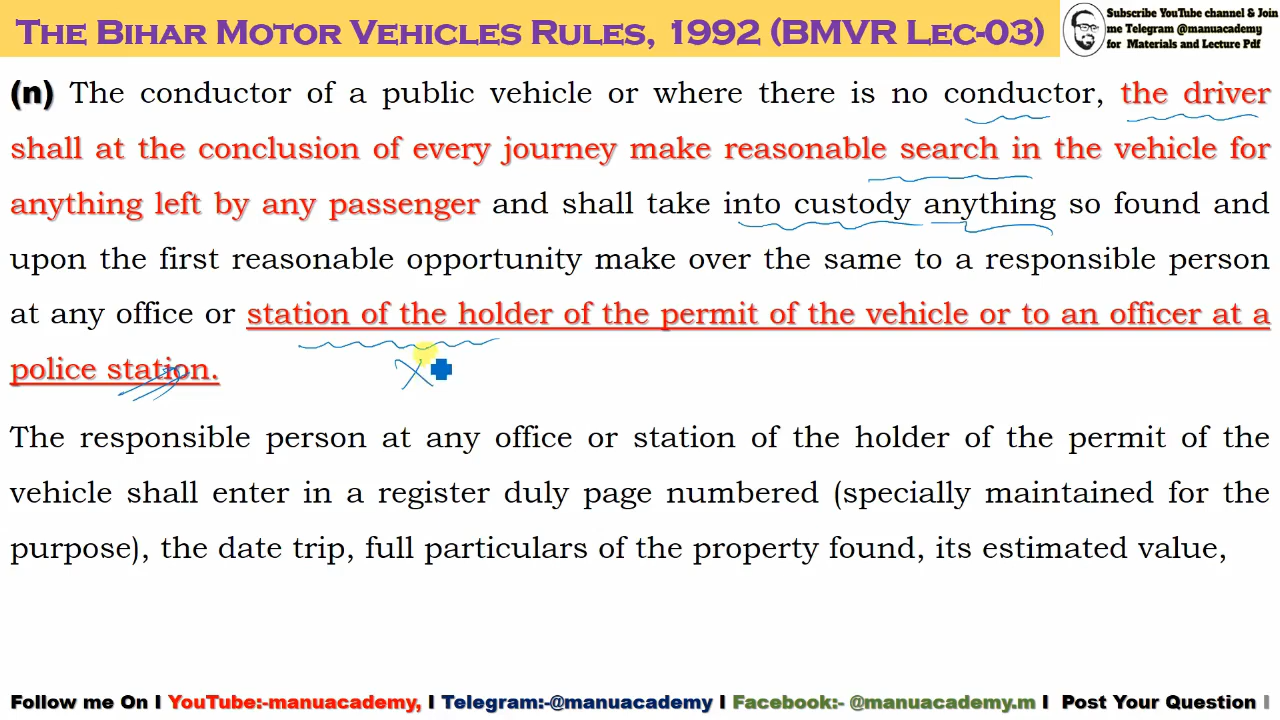 THE BIHAR MOTOR VEHICLES RULES, 1992 (BMVR LEC-03)
Subscribe YouTube channel & Join
me Telegram @manuacademy
for Materials and Lecture Pdf
(n) The conductor of a public vehicle or where there is no conductor, the driver
shall at the conclusion of every journey make reasonable search in the vehicle for
anything left by any passenger and shall take into custody anything so found and
upon the first reasonable opportunity make over the same to a responsible person
at any office or station of the holder of the permit of the vehicle or to an officer at a
police station.
The responsible person at any office or station of the holder of the permit of the
vehicle shall enter in a register duly page numbered (specially maintained for the
purpose), the date trip, full particulars of the property found, its estimated value,
Follow me On I YouTube:-manuacademy, I Telegram:-@manuacademy I Facebook:- @manuacademy.m I Post Your Question I